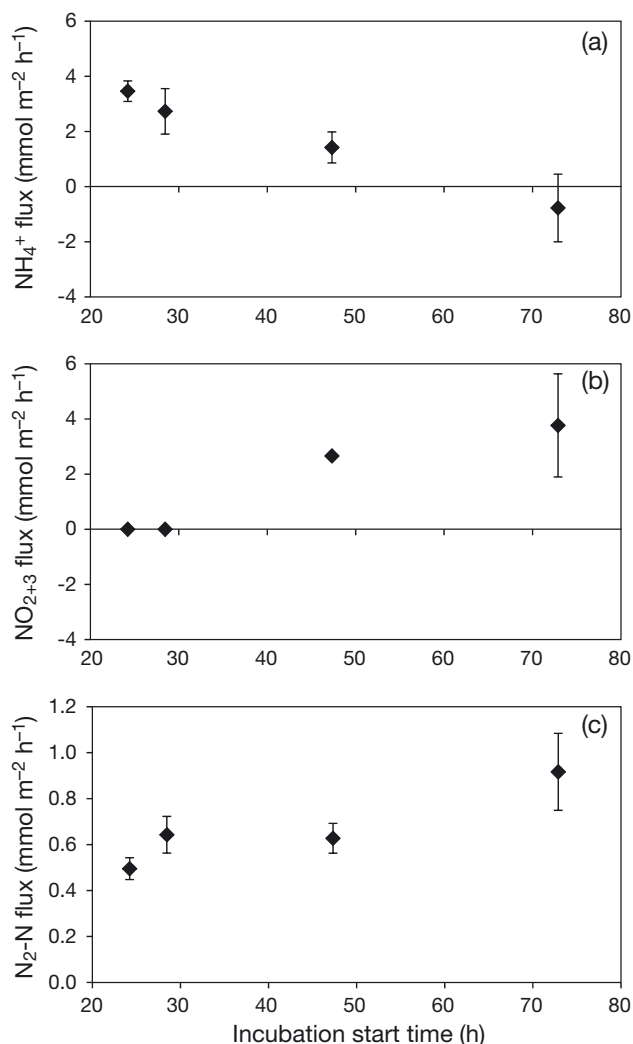 (a)
NH₄⁺ flux (mmol m⁻² h⁻¹)
6
4
2
0
-2
-4
20 30 40 50 60 70 80
(b)
NO₂₊₃ flux (mmol m⁻² h⁻¹)
6
4
2
0
-2
-4
20 30 40 50 60 70 80
(c)
N₂-N flux (mmol m⁻² h⁻¹)
1.2
1.0
0.8
0.6
0.4
0.2
0.0
20 30 40 50 60 70 80
Incubation start time (h)